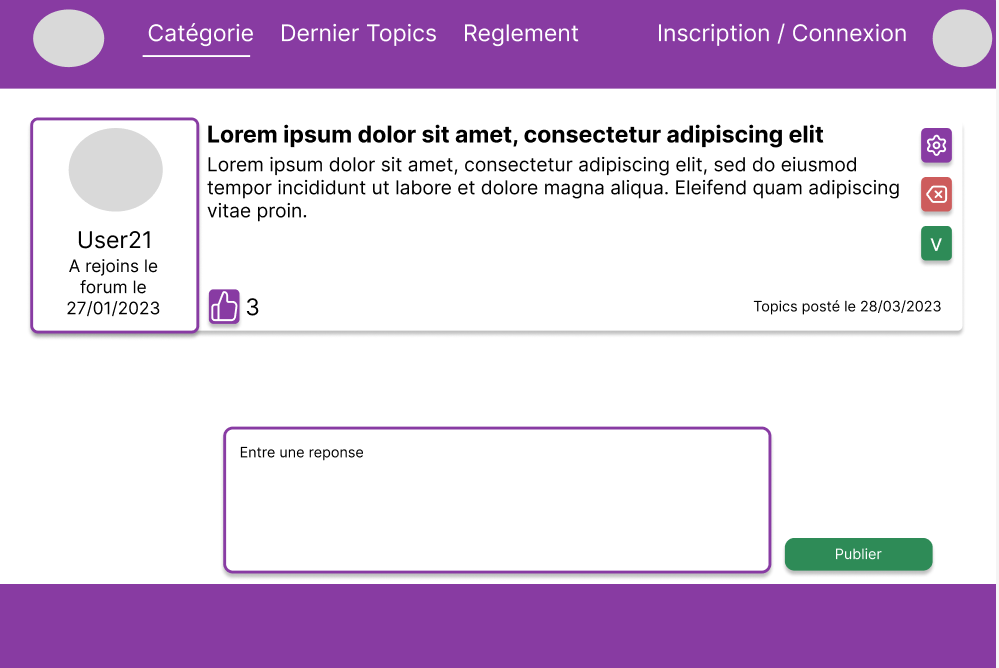 Catégorie Dernier Topics Reglement Inscription / Connexion
Lorem ipsum dolor sit amet, consectetur adipiscing elit
Lorem ipsum dolor sit amet, consectetur adipiscing elit, sed do eiusmod
tempor incididunt ut labore et dolore magna aliqua. Eleifend quam adipiscing
vitae proin.
V
User21
A rejoins le
forum le
27/01/2023
3
Topics posté le 28/03/2023
Entre une reponse
Publier